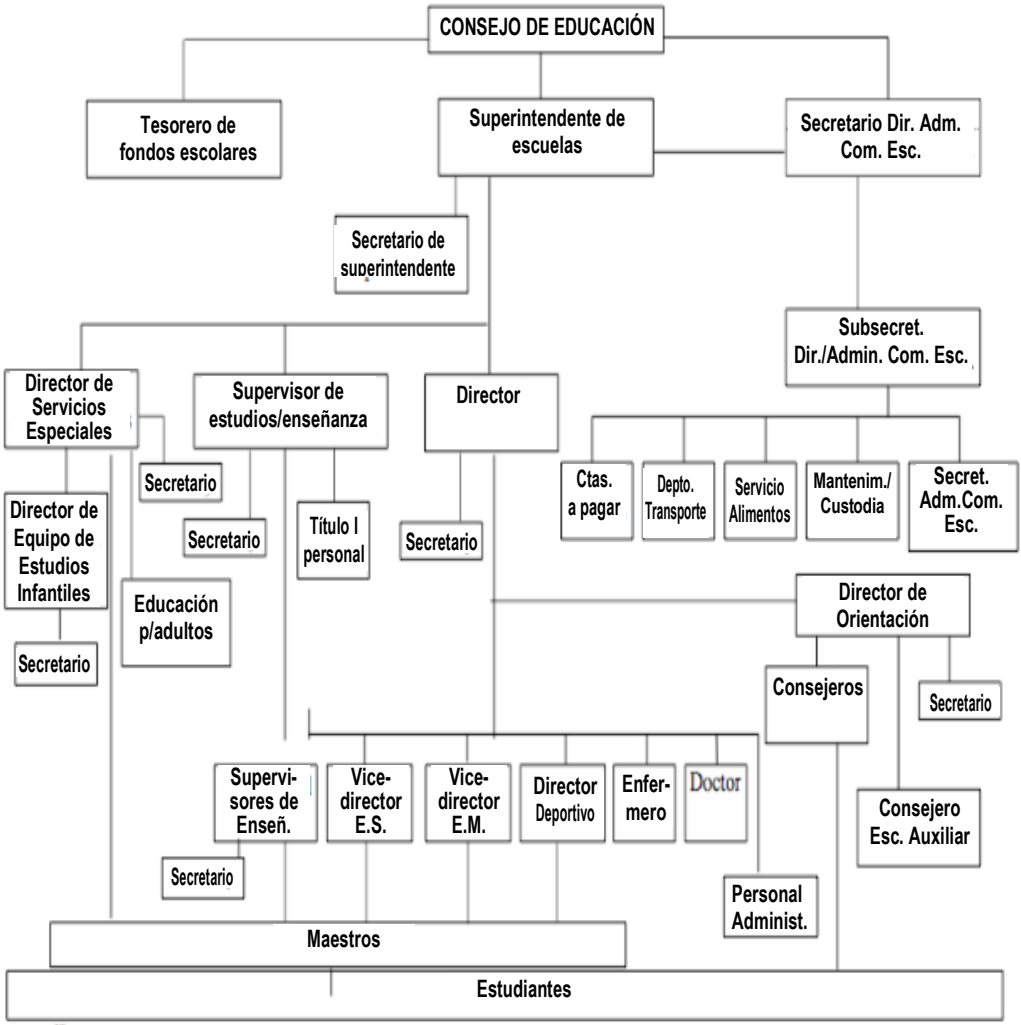 CONSEJO DE EDUCACIÓN
Tesorero de
fondos escolares
Superintendente de
escuelas
Secretario Dir. Adm.
Com. Esc.
Secretario de
superintendente
Subsecret.
Dir./Admin. Com. Esc.
Director de
Servicios
Especiales
Supervisor de
estudios/enseñanza
Director
Secretario
Ctas.
a pagar
Depto.
Transporte
Servicio
Alimentos
Mantenim./
Custodia
Secret.
Adm.Com.
Esc.
Director de
Equipo de
Estudios
Infantiles
Secretario
Título I
personal
Secretario
Educación
p/adultos
Director de
Orientación
Secretario
Consejeros
Secretario
Supervi-
sores de
Enseñ.
Vice-
director
E.S.
Vice-
director
E.M.
Director
Deportivo
Enfer-
mero
Doctor
Consejero
Esc. Auxiliar
Secretario
Personal
Administ.
Maestros
Estudiantes